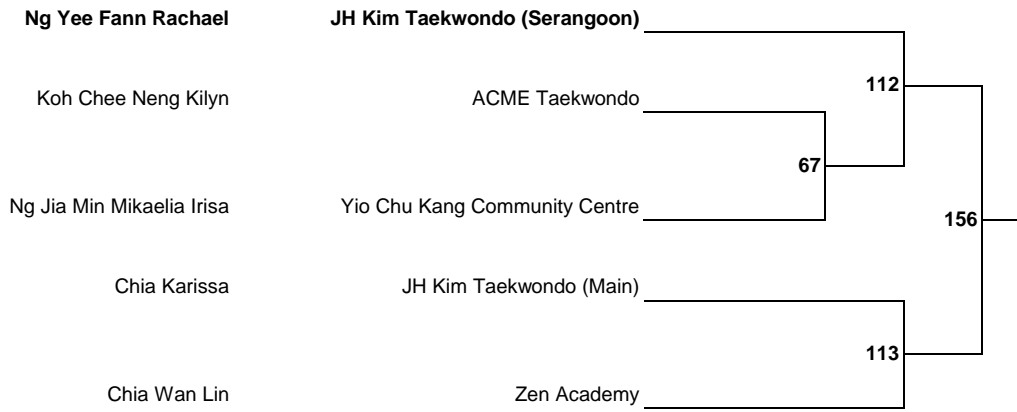 Ng Yee Fann Rachael JH Kim Taekwondo (Serangoon)
112
Koh Chee Neng Kilyn ACME Taekwondo
67
Ng Jia Min Mikaelia Irisa Yio Chu Kang Community Centre
156
Chia Karissa JH Kim Taekwondo (Main)
113
Chia Wan Lin Zen Academy